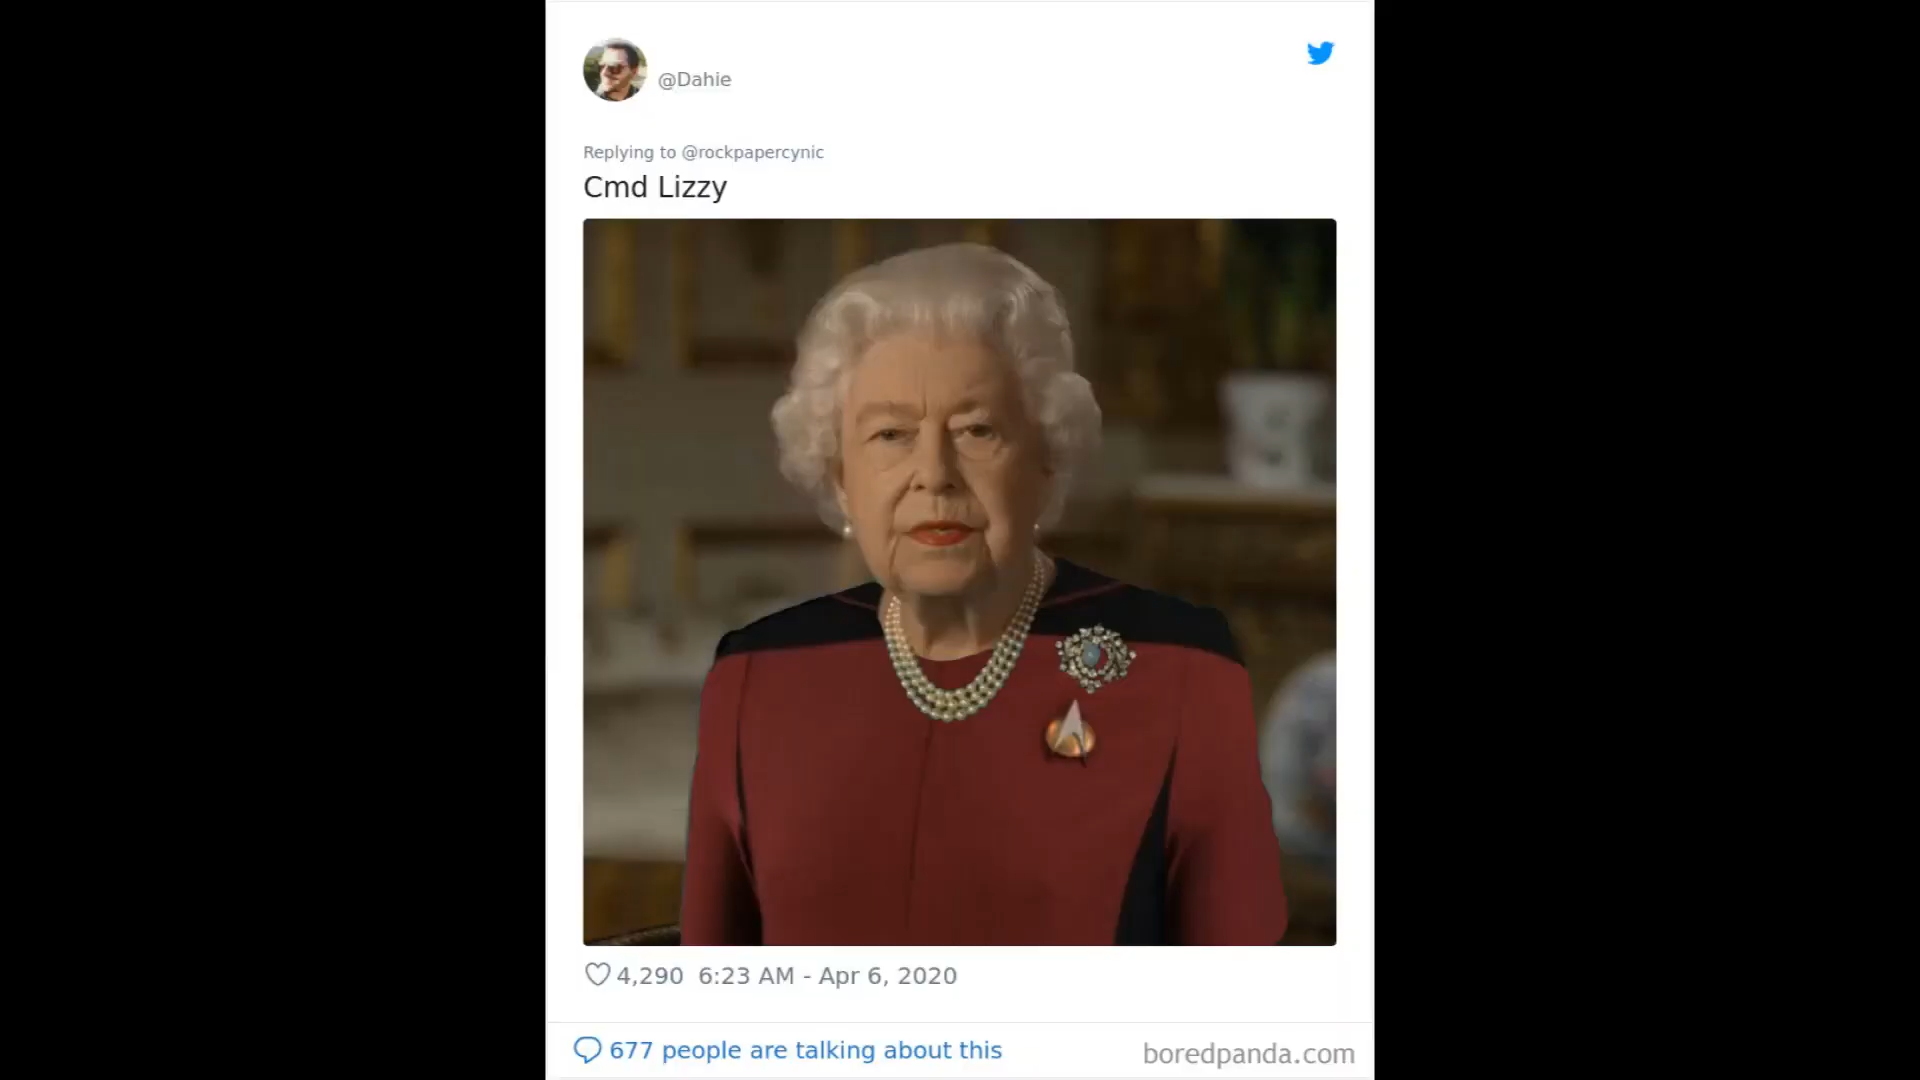 @Dahie
Replying to @rockpapercynic
Cmd Lizzy
4,290 6:23 AM - Apr 6, 2020
677 people are talking about this
boredpanda.com